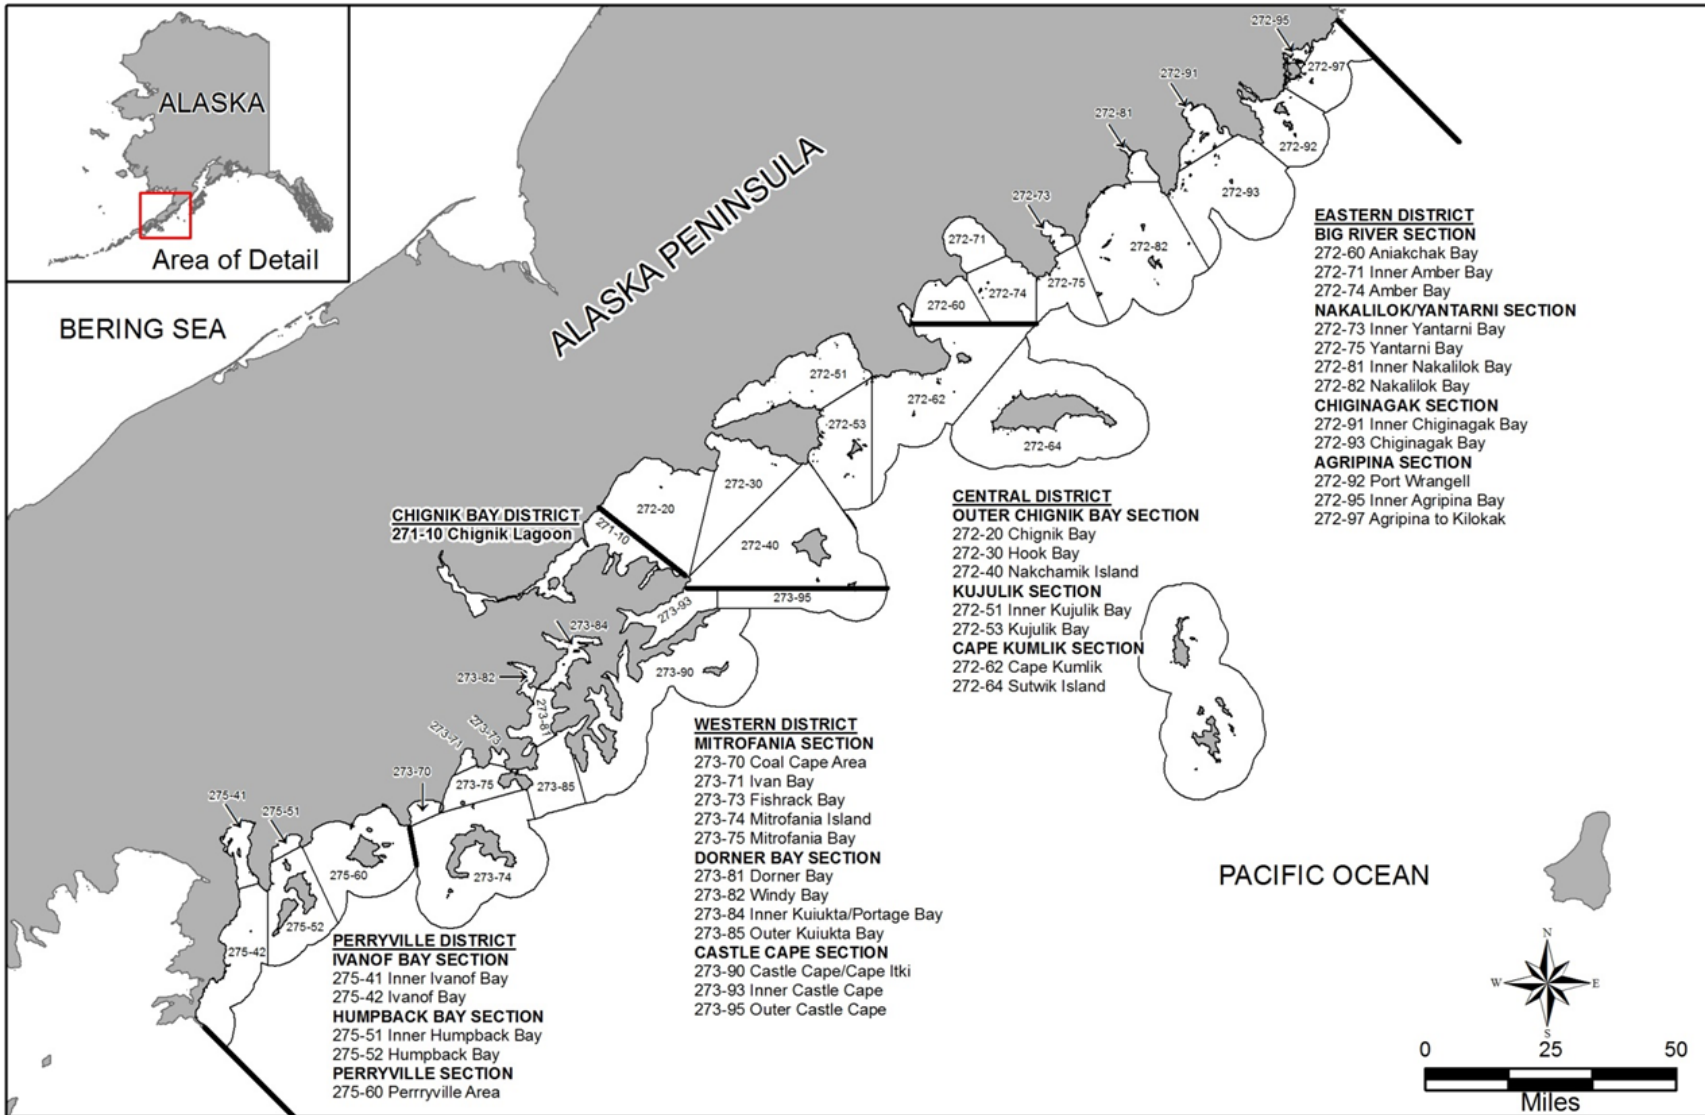 ALASKA
Area of Detail
BERING SEA
ALASKA PENINSULA
272-95
272-97
272-91
272-92
272-81
272-93
272-73
272-82
272-71
272-75
272-74
272-60
272-51
272-62
272-53
272-64
272-30
272-20
271-10
272-40
273-95
273-93
273-84
273-90
273-82
273-81
273-73
273-71
273-70
273-75
273-85
273-74
275-41
275-51
275-60
275-52
275-42
EASTERN DISTRICT
BIG RIVER SECTION
272-60 Aniakchak Bay
272-71 Inner Amber Bay
272-74 Amber Bay
NAKALILOK/YANTARNI SECTION
272-73 Inner Yantarni Bay
272-75 Yantarni Bay
272-81 Inner Nakalilok Bay
272-82 Nakalilok Bay
CHIGINAGAK SECTION
272-91 Inner Chiginagak Bay
272-93 Chiginagak Bay
AGRIPINA SECTION
272-92 Port Wrangell
272-95 Inner Agripina Bay
272-97 Agripina to Kilokak
CHIGNIK BAY DISTRICT
271-10 Chignik Lagoon
CENTRAL DISTRICT
OUTER CHIGNIK BAY SECTION
272-20 Chignik Bay
272-30 Hook Bay
272-40 Nakchamik Island
KUJULIK SECTION
272-51 Inner Kujulik Bay
272-53 Kujulik Bay
CAPE KUMLIK SECTION
272-62 Cape Kumlik
272-64 Sutwik Island
WESTERN DISTRICT
MITROFANIA SECTION
273-70 Coal Cape Area
273-71 Ivan Bay
273-73 Fishrack Bay
273-74 Mitrofania Island
273-75 Mitrofania Bay
DORNER BAY SECTION
273-81 Dorner Bay
273-82 Windy Bay
273-84 Inner Kuiukta/Portage Bay
273-85 Outer Kuiukta Bay
CASTLE CAPE SECTION
273-90 Castle Cape/Cape Itki
273-93 Inner Castle Cape
273-95 Outer Castle Cape
PERRYVILLE DISTRICT
IVANOF BAY SECTION
275-41 Inner Ivanof Bay
275-42 Ivanof Bay
HUMPBACK BAY SECTION
275-51 Inner Humpback Bay
275-52 Humpback Bay
PERRYVILLE SECTION
275-60 Perrryville Area
PACIFIC OCEAN
N
W E
S
0 25 50
Miles